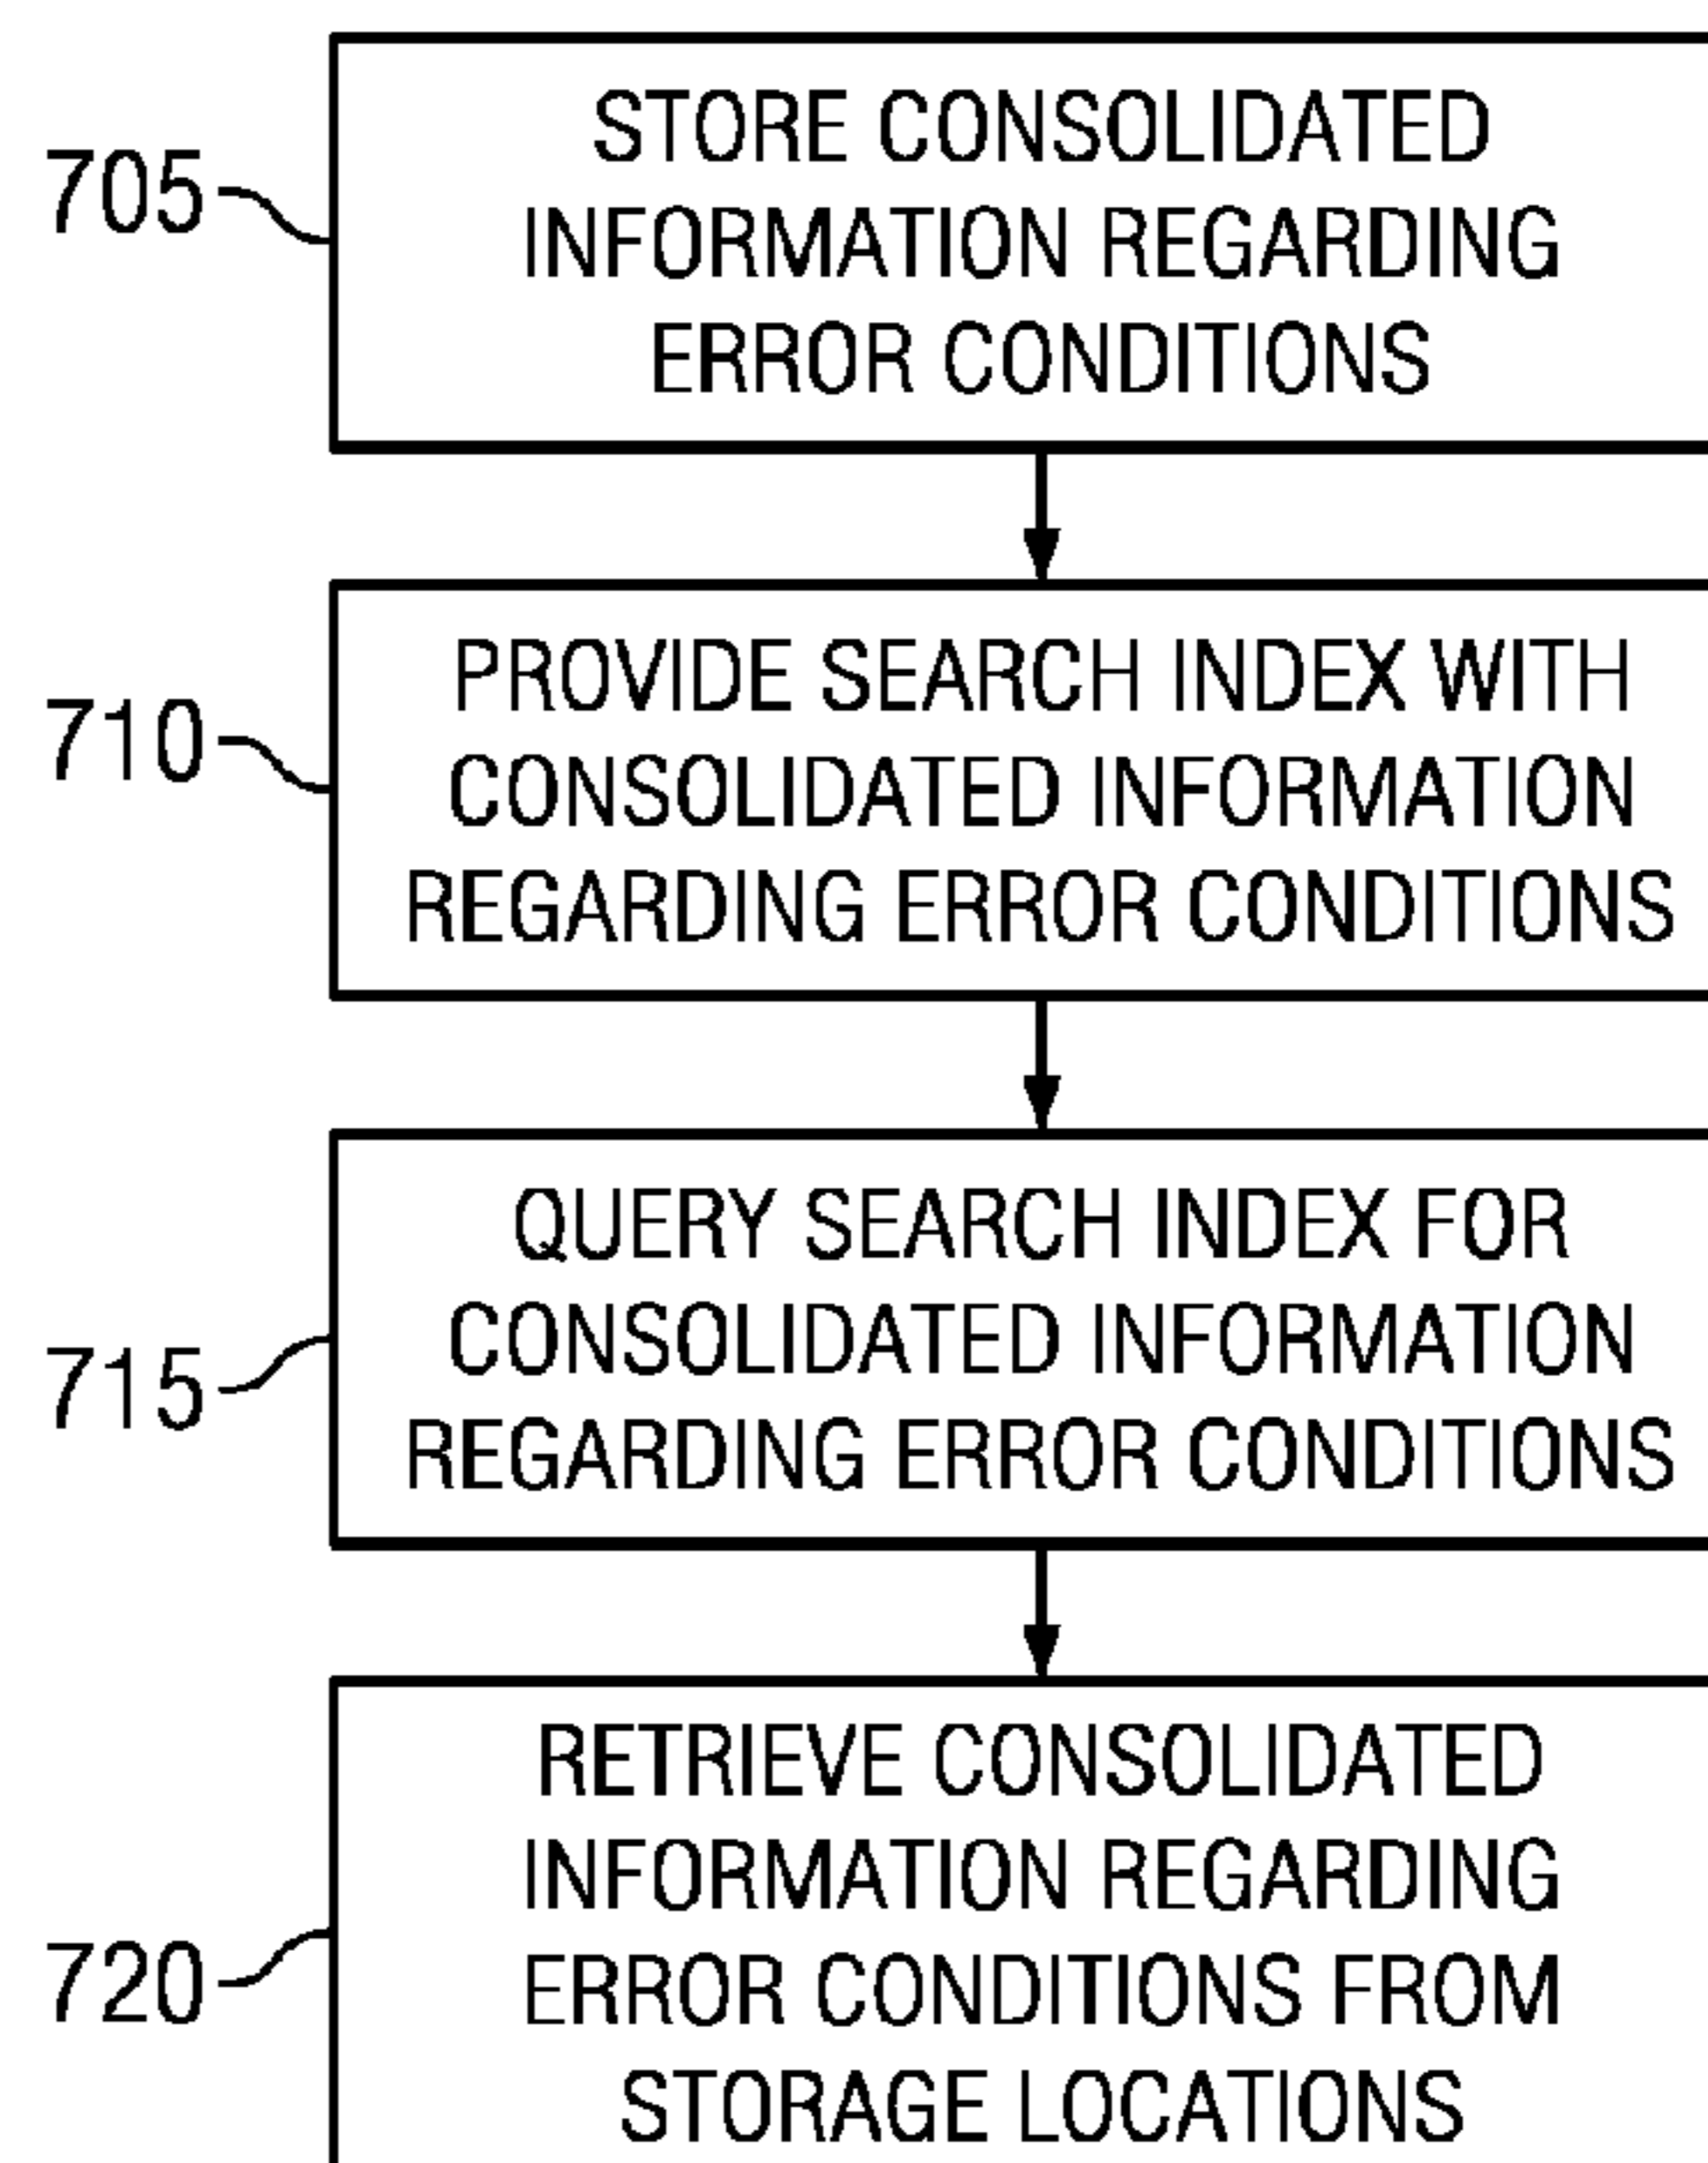 705
STORE CONSOLIDATED
INFORMATION REGARDING
ERROR CONDITIONS
710
PROVIDE SEARCH INDEX WITH
CONSOLIDATED INFORMATION
REGARDING ERROR CONDITIONS
715
QUERY SEARCH INDEX FOR
CONSOLIDATED INFORMATION
REGARDING ERROR CONDITIONS
720
RETRIEVE CONSOLIDATED
INFORMATION REGARDING
ERROR CONDITIONS FROM
STORAGE LOCATIONS